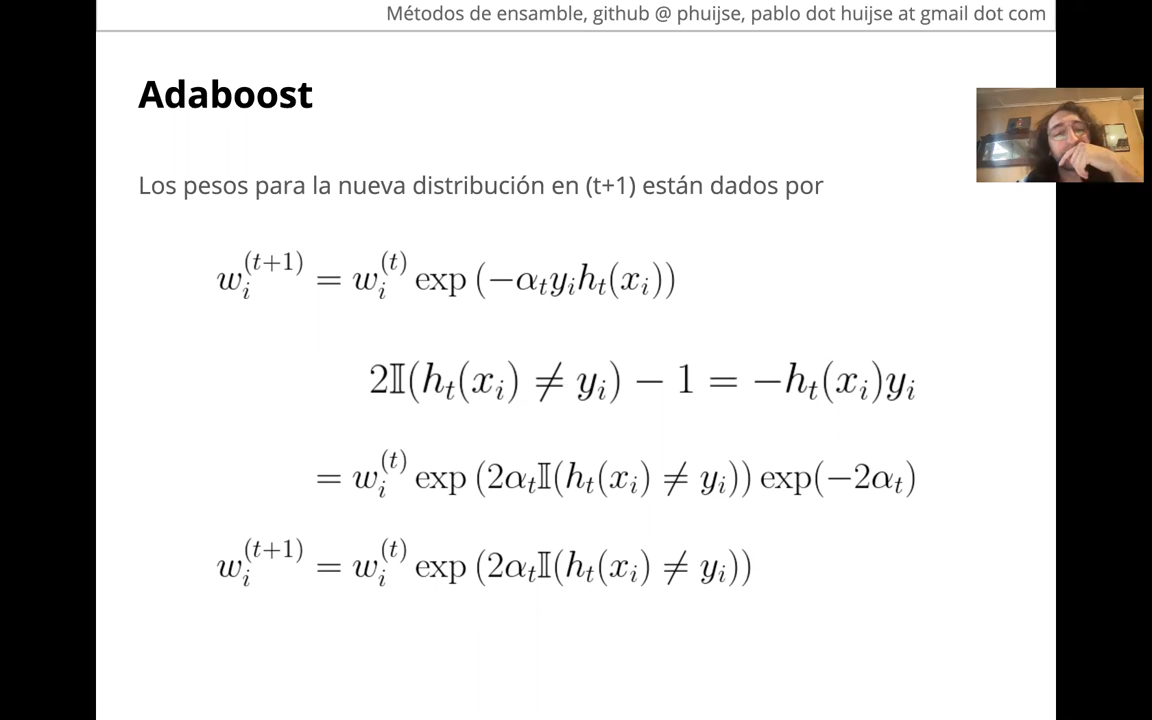 Métodos de ensamble, github @ phuijse, pablo dot huijse at gmail dot com
Adaboost
Los pesos para la nueva distribución en (t+1) están dados por
w_i^{(t+1)} = w_i^{(t)} exp (−α_t y_i h_t(x_i))
2𝕀(h_t(x_i) ≠ y_i) − 1 = −h_t(x_i)y_i
= w_i^{(t)} exp (2α_t𝕀(h_t(x_i) ≠ y_i)) exp(−2α_t)
w_i^{(t+1)} = w_i^{(t)} exp (2α_t𝕀(h_t(x_i) ≠ y_i))